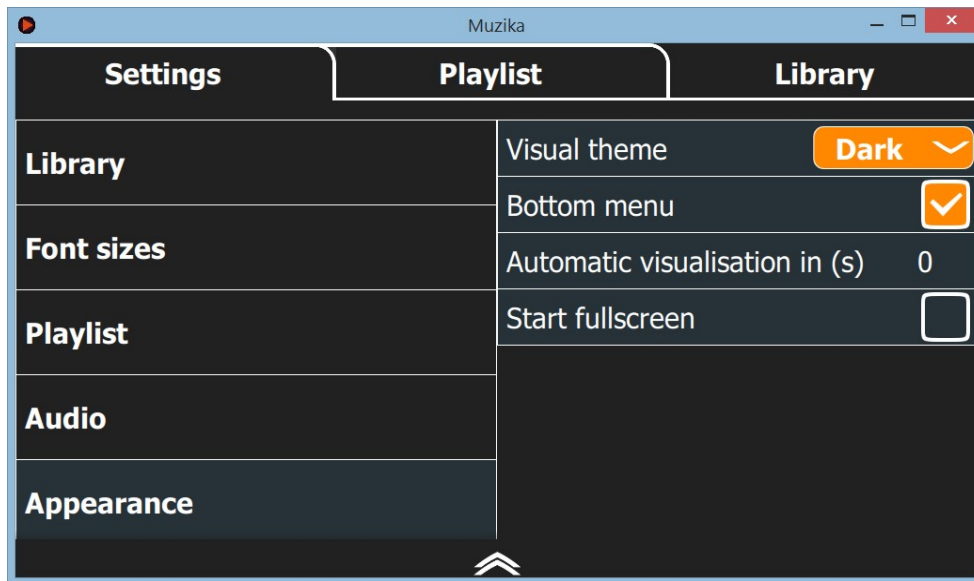 Muzika
Settings
Playlist
Library
Library
Font sizes
Playlist
Audio
Appearance
Visual theme
Dark
Bottom menu
Automatic visualisation in (s)
0
Start fullscreen